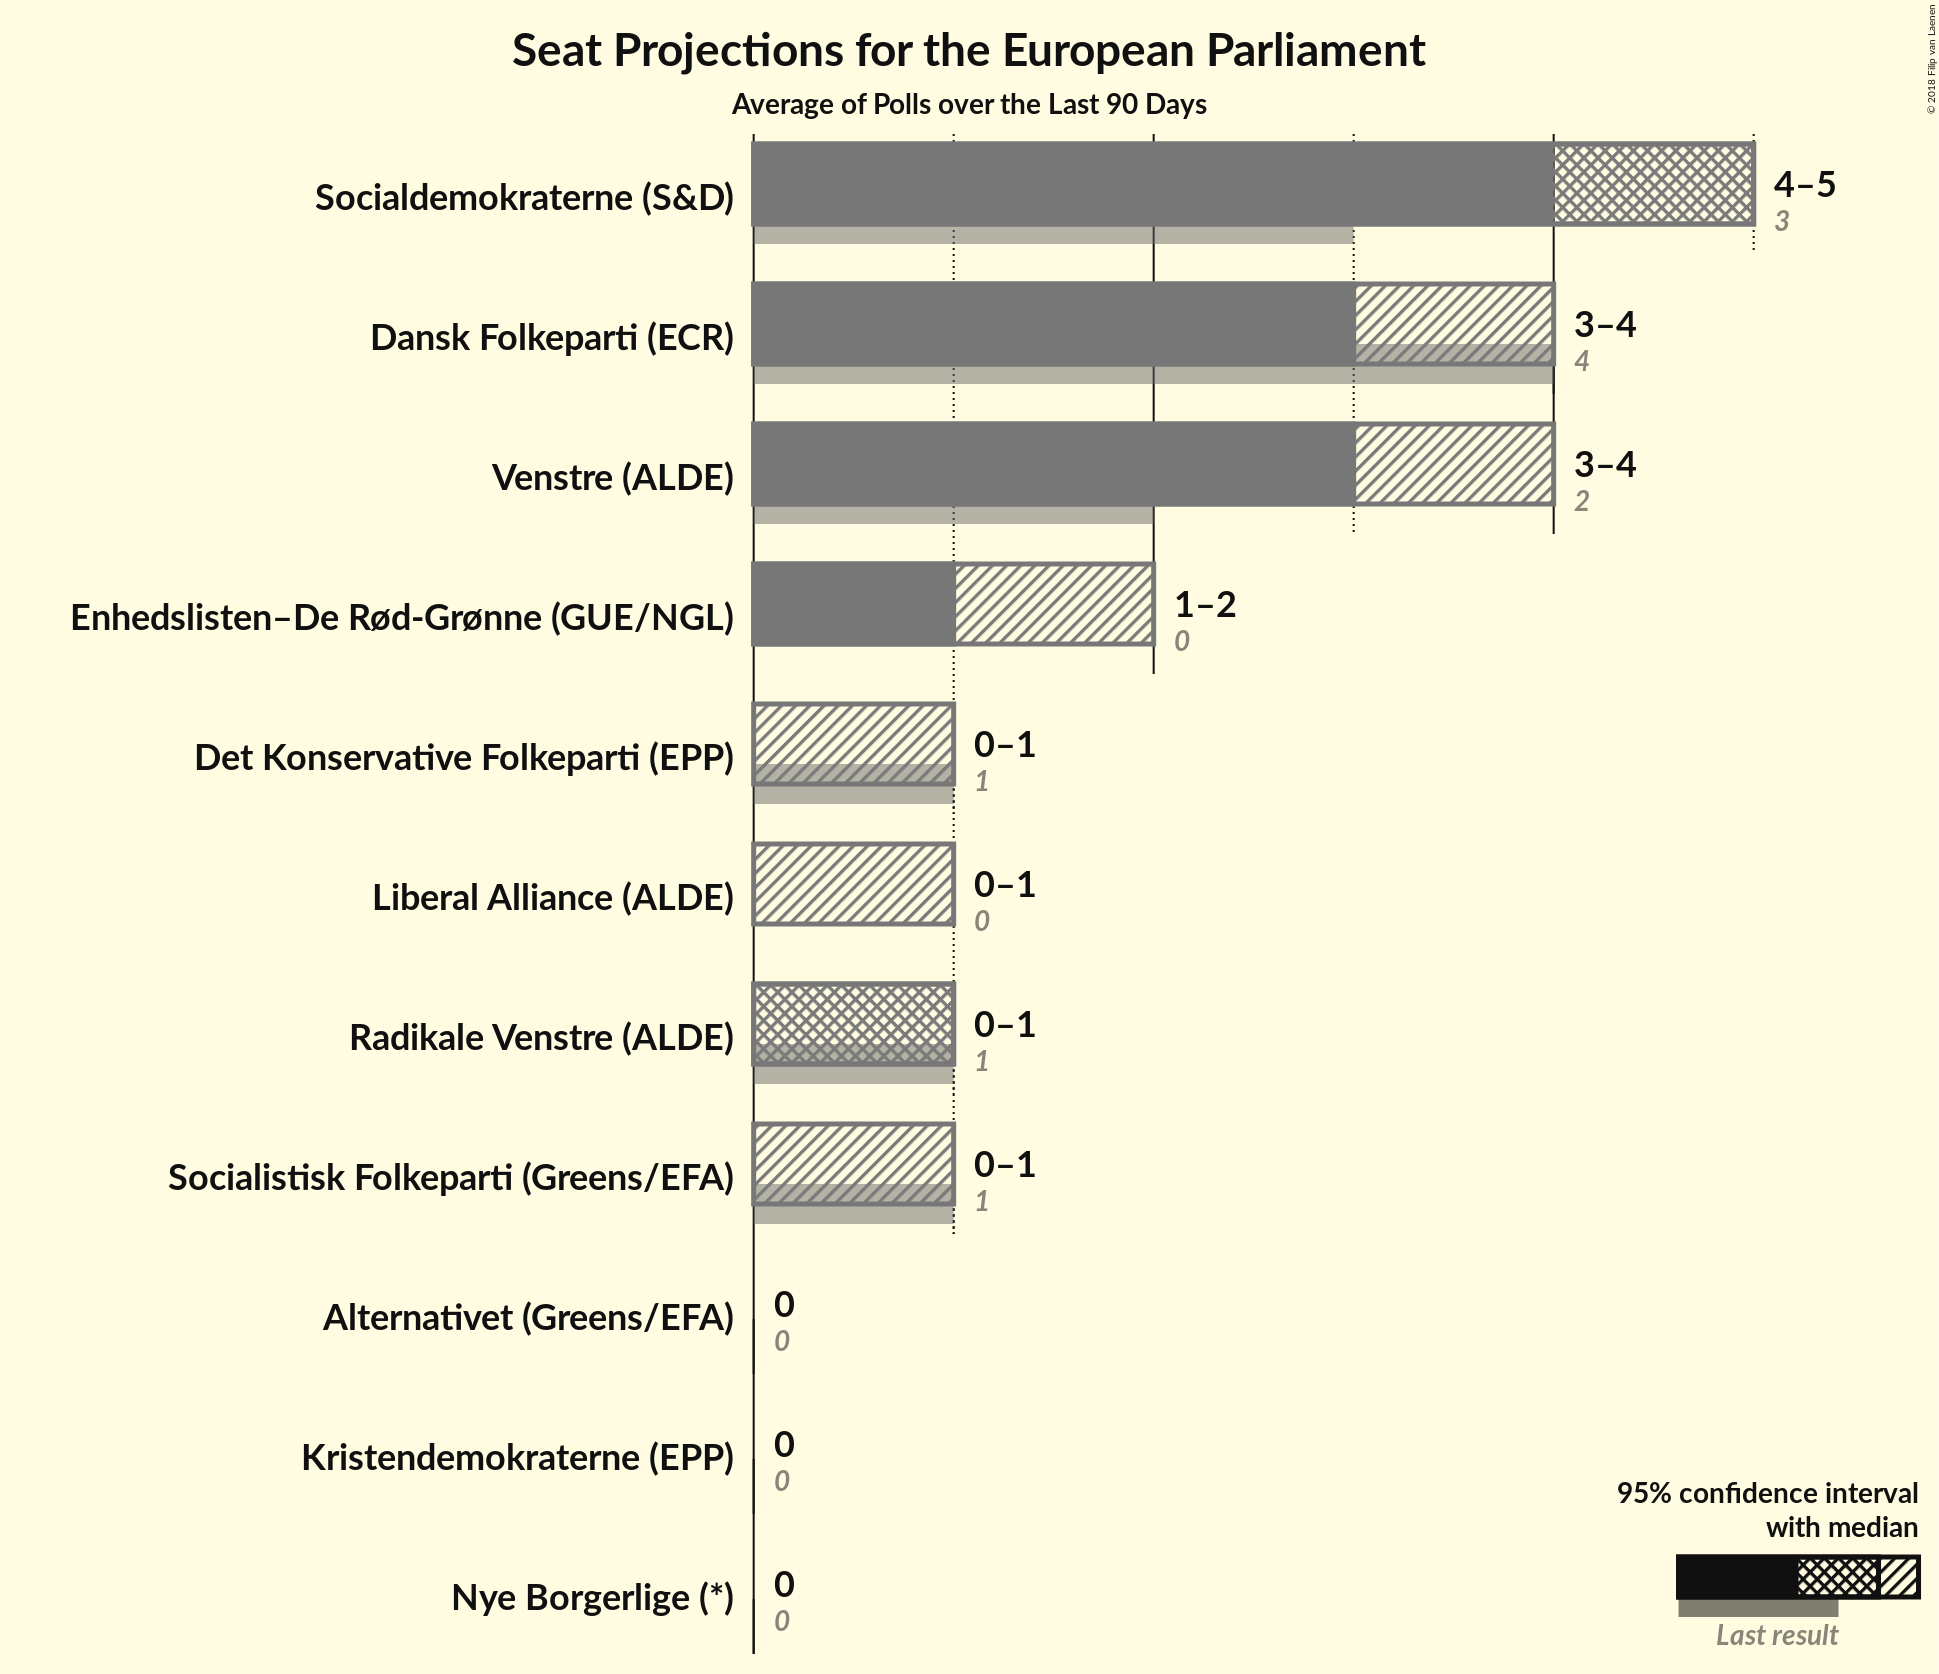 Seat Projections for the European Parliament
Average of Polls over the Last 90 Days
© 2018 Filip van Laenen
Socialdemokraterne (S&D)
4–5
3
Dansk Folkeparti (ECR)
3–4
4
Venstre (ALDE)
3–4
2
Enhedslisten–De Rød-Grønne (GUE/NGL)
1–2
0
Det Konservative Folkeparti (EPP)
0–1
1
Liberal Alliance (ALDE)
0–1
0
Radikale Venstre (ALDE)
0–1
1
Socialistisk Folkeparti (Greens/EFA)
0–1
1
Alternativet (Greens/EFA)
0
0
Kristendemokraterne (EPP)
0
0
Nye Borgerlige (*)
0
0
95% confidence interval
with median
Last result